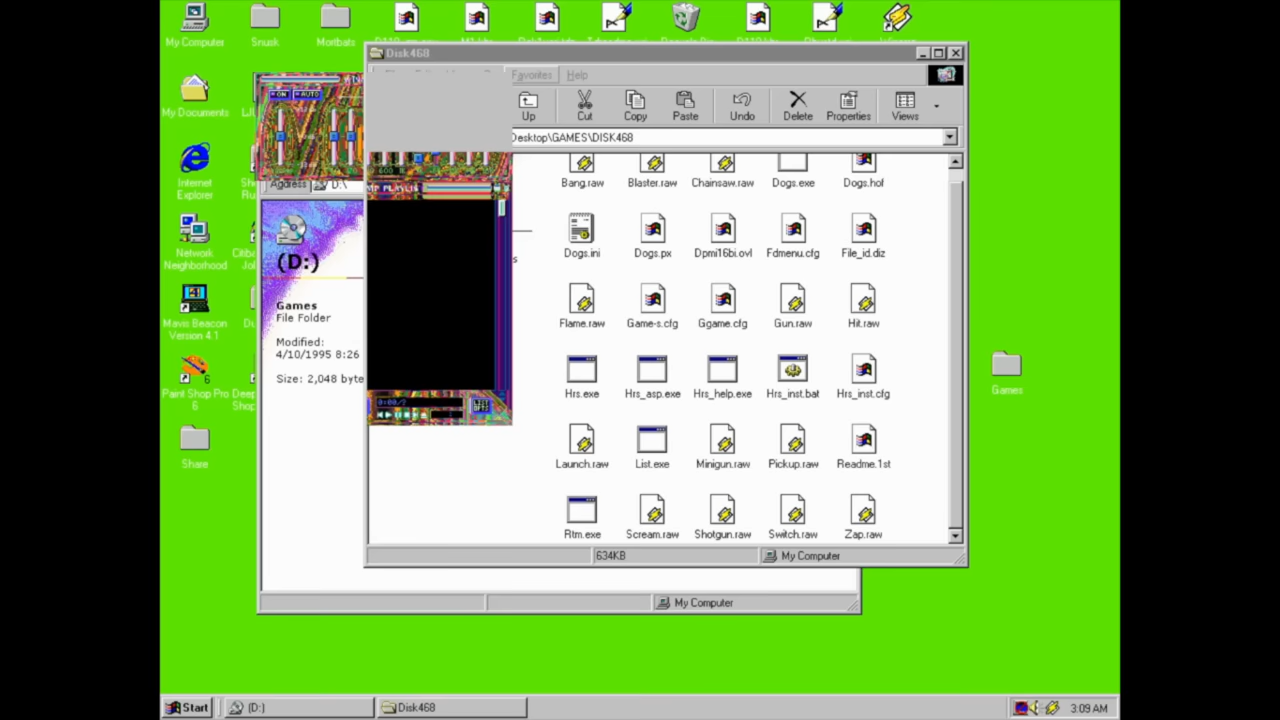 My Computer
Snusk
Mortbats
Disk468
Favorites Help
Up Cut Copy Paste Undo Delete Properties Views
Desktop\GAMES\DISK468
My Documents
Internet Explorer
Network Neighborhood
Mavis Beacon Version 4.1
Paint Shop Pro 6
Share
ON AUTO
Address D:\
(D:)
Games
File Folder
Modified:
4/10/1995 8:26
Size: 2,048 byte
MP PLAYLIS
Bang.raw Blaster.raw Chainsaw.raw Dogs.exe Dogs.hof
Dogs.ini Dogs.px Dpmi16bi.ovl Fdmenu.cfg File_id.diz
Flame.raw Game-s.cfg Ggame.cfg Gun.raw Hit.raw
Hrs.exe Hrs_asp.exe Hrs_help.exe Hrs_inst.bat Hrs_inst.cfg
Launch.raw List.exe Minigun.raw Pickup.raw Readme.1st
Rtm.exe Scream.raw Shotgun.raw Switch.raw Zap.raw
Games
634KB My Computer
My Computer
Start (D:) Disk468 3:09 AM